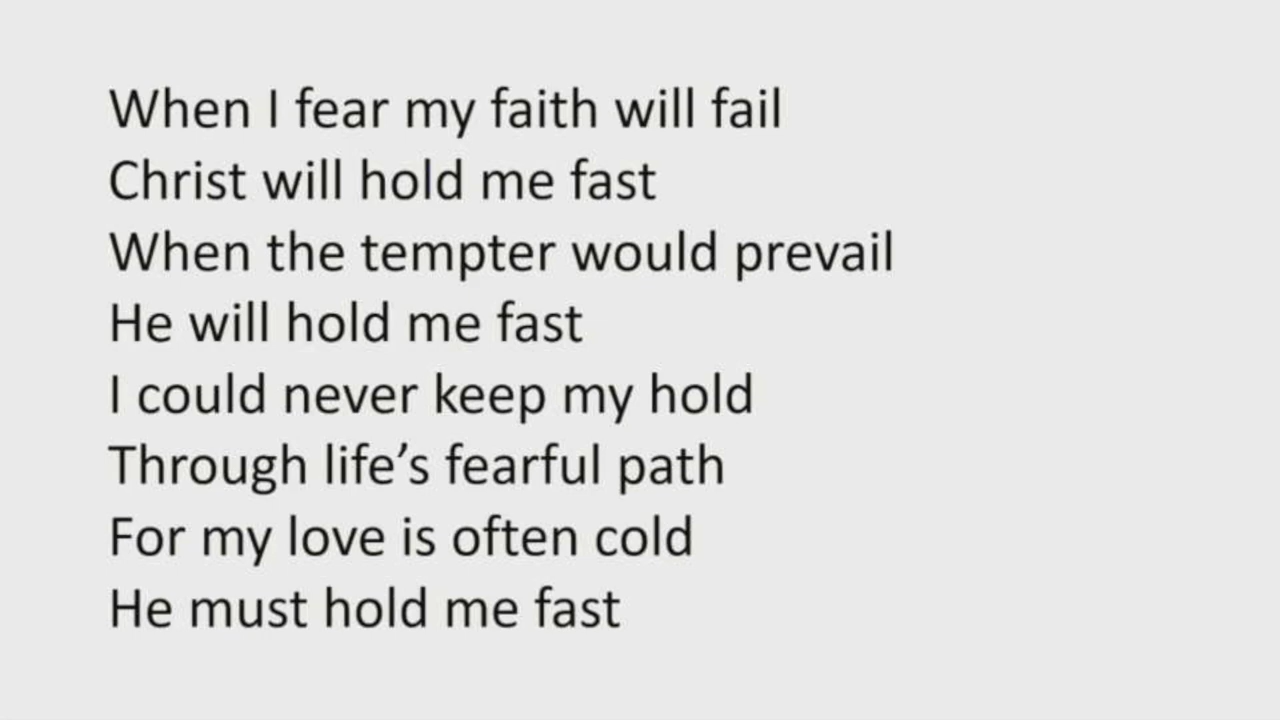 When I fear my faith will fail
Christ will hold me fast
When the tempter would prevail
He will hold me fast
I could never keep my hold
Through life’s fearful path
For my love is often cold
He must hold me fast